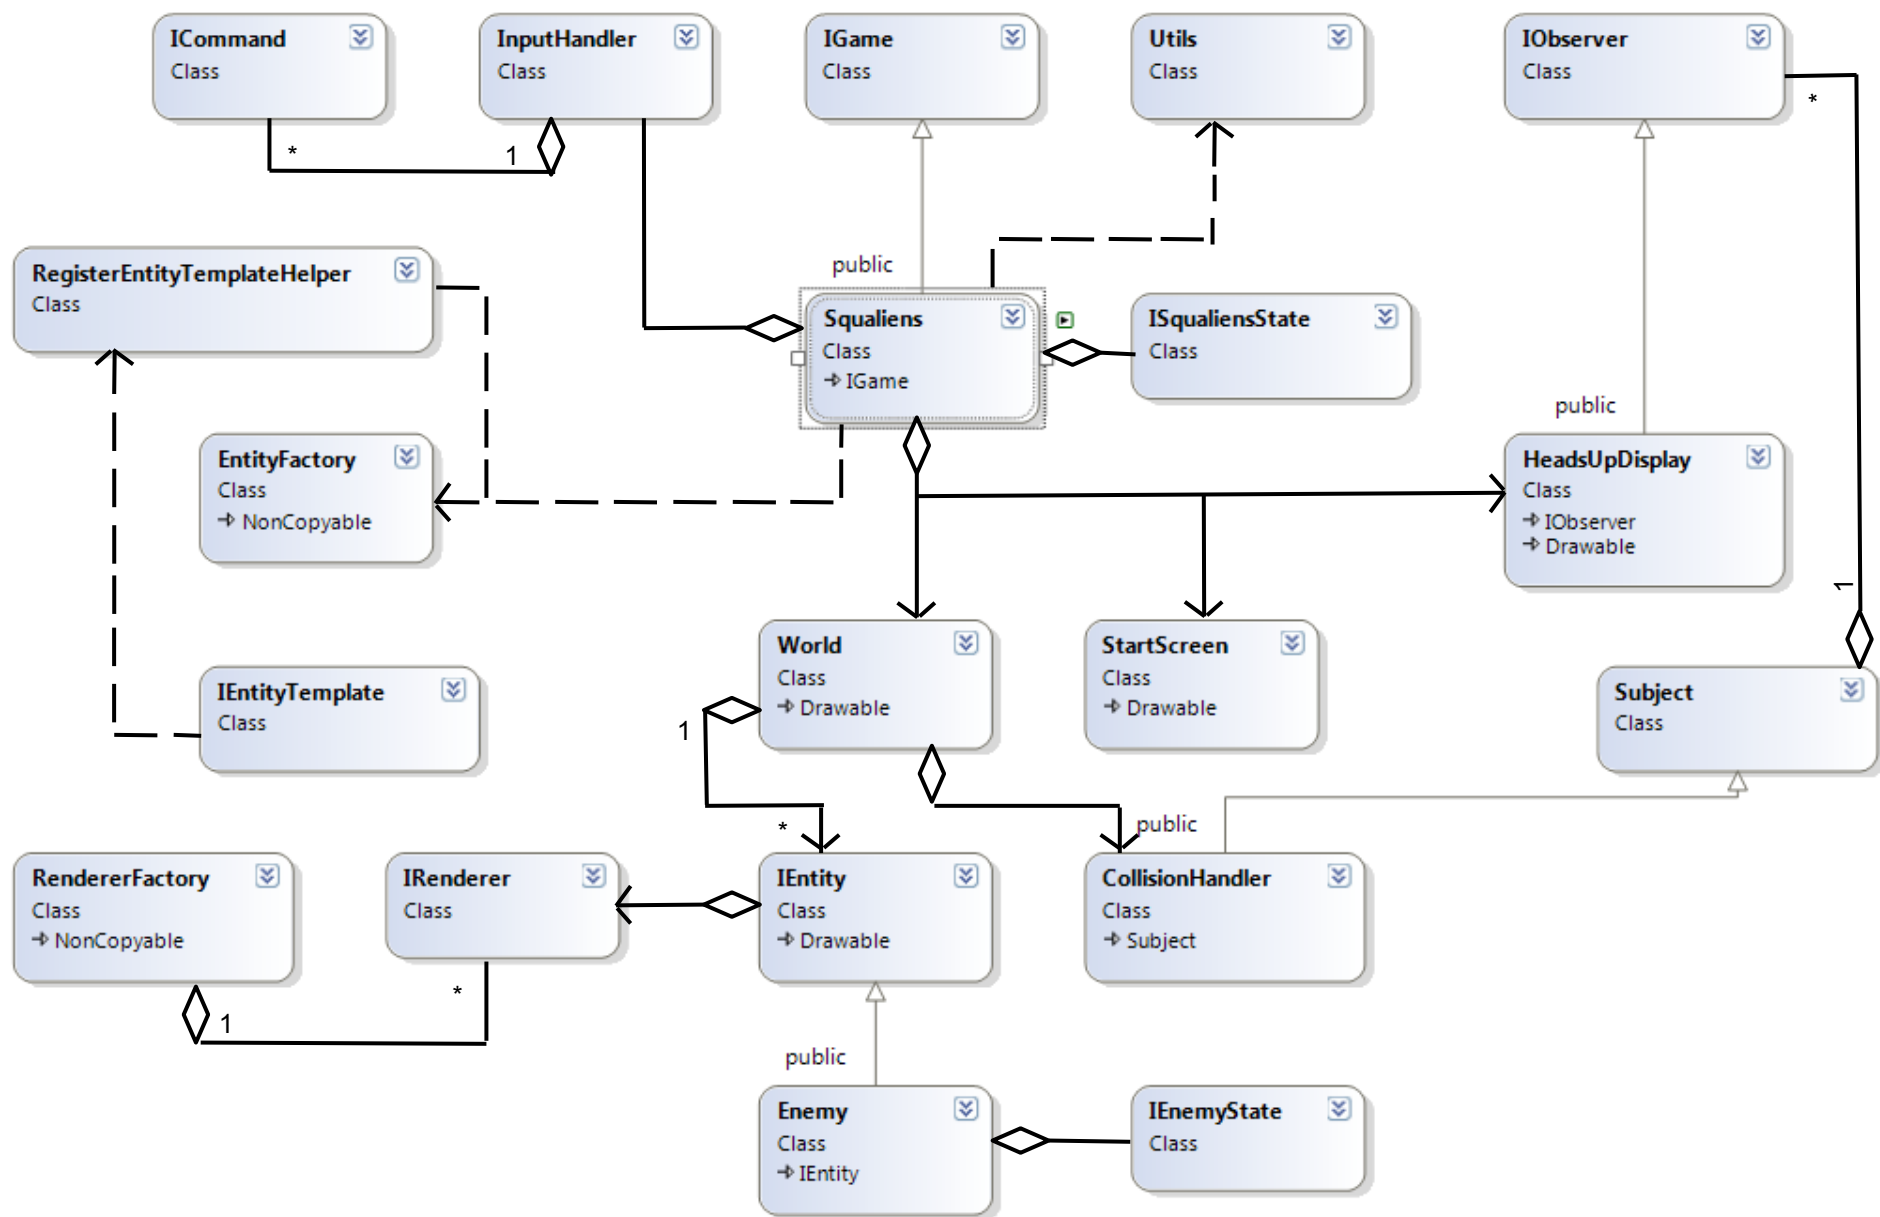 ICommand
Class
InputHandler
Class
IGame
Class
Utils
Class
IObserver
Class
*
1
*
public
RegisterEntityTemplateHelper
Class
Squaliens
Class
IGame
ISqualiensState
Class
public
EntityFactory
Class
NonCopyable
HeadsUpDisplay
Class
IObserver
Drawable
1
World
Class
Drawable
StartScreen
Class
Drawable
IEntityTemplate
Class
Subject
Class
1
*
public
RendererFactory
Class
NonCopyable
IRenderer
Class
IEntity
Class
Drawable
CollisionHandler
Class
Subject
*
1
public
Enemy
Class
IEntity
IEnemyState
Class